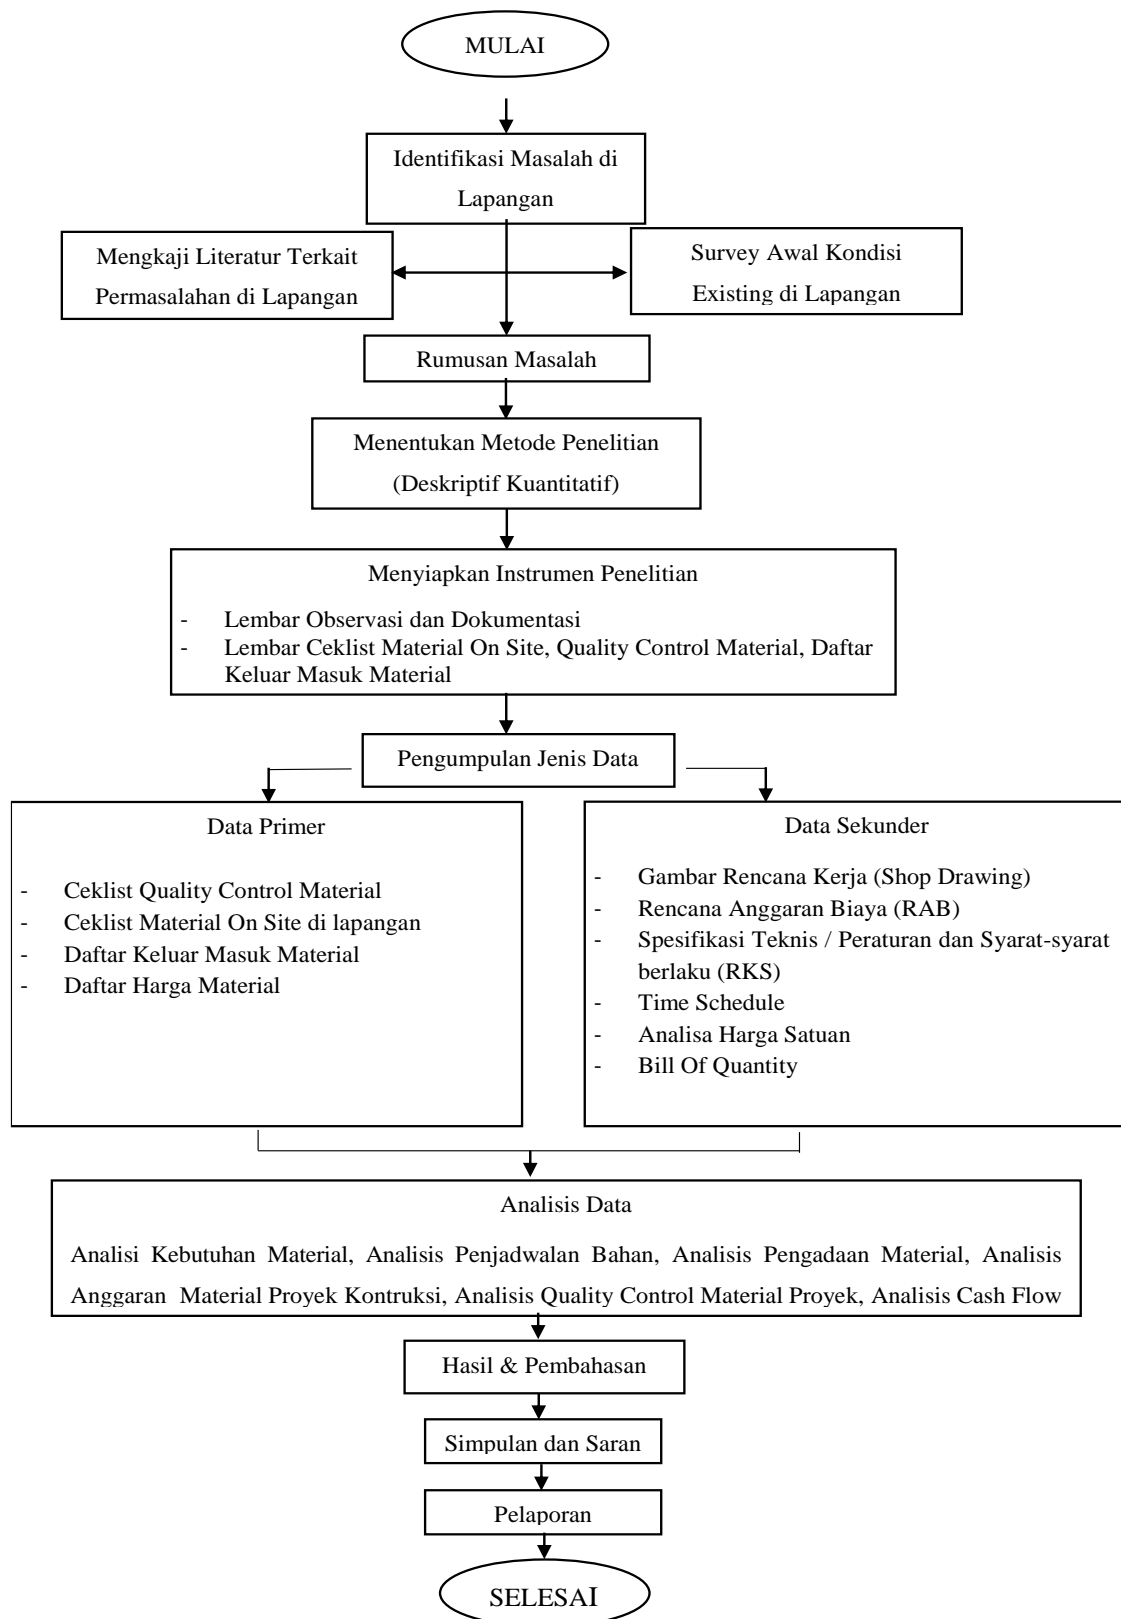 MULAI
Identifikasi Masalah di
Lapangan
Mengkaji Literatur Terkait
Permasalahan di Lapangan
Survey Awal Kondisi
Existing di Lapangan
Rumusan Masalah
Menentukan Metode Penelitian
(Deskriptif Kuantitatif)
Menyiapkan Instrumen Penelitian
- Lembar Observasi dan Dokumentasi
- Lembar Ceklist Material On Site, Quality Control Material, Daftar
Keluar Masuk Material
Pengumpulan Jenis Data
Data Primer
- Ceklist Quality Control Material
- Ceklist Material On Site di lapangan
- Daftar Keluar Masuk Material
- Daftar Harga Material
Data Sekunder
- Gambar Rencana Kerja (Shop Drawing)
- Rencana Anggaran Biaya (RAB)
- Spesifikasi Teknis / Peraturan dan Syarat-syarat
berlaku (RKS)
- Time Schedule
- Analisa Harga Satuan
- Bill Of Quantity
Analisis Data
Analisi Kebutuhan Material, Analisis Penjadwalan Bahan, Analisis Pengadaan Material, Analisis
Anggaran Material Proyek Kontruksi, Analisis Quality Control Material Proyek, Analisis Cash Flow
Hasil & Pembahasan
Simpulan dan Saran
Pelaporan
SELESAI